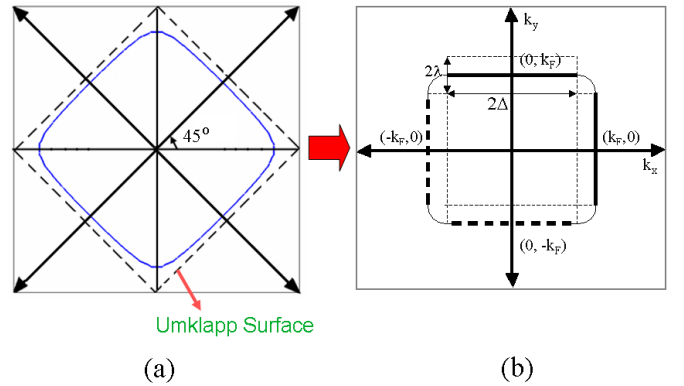 k_y
(0, k_F)
2λ
45°
2Δ
(-k_F,0)
(k_F,0)
k_x
(0, -k_F)
Umklapp Surface
(a)
(b)